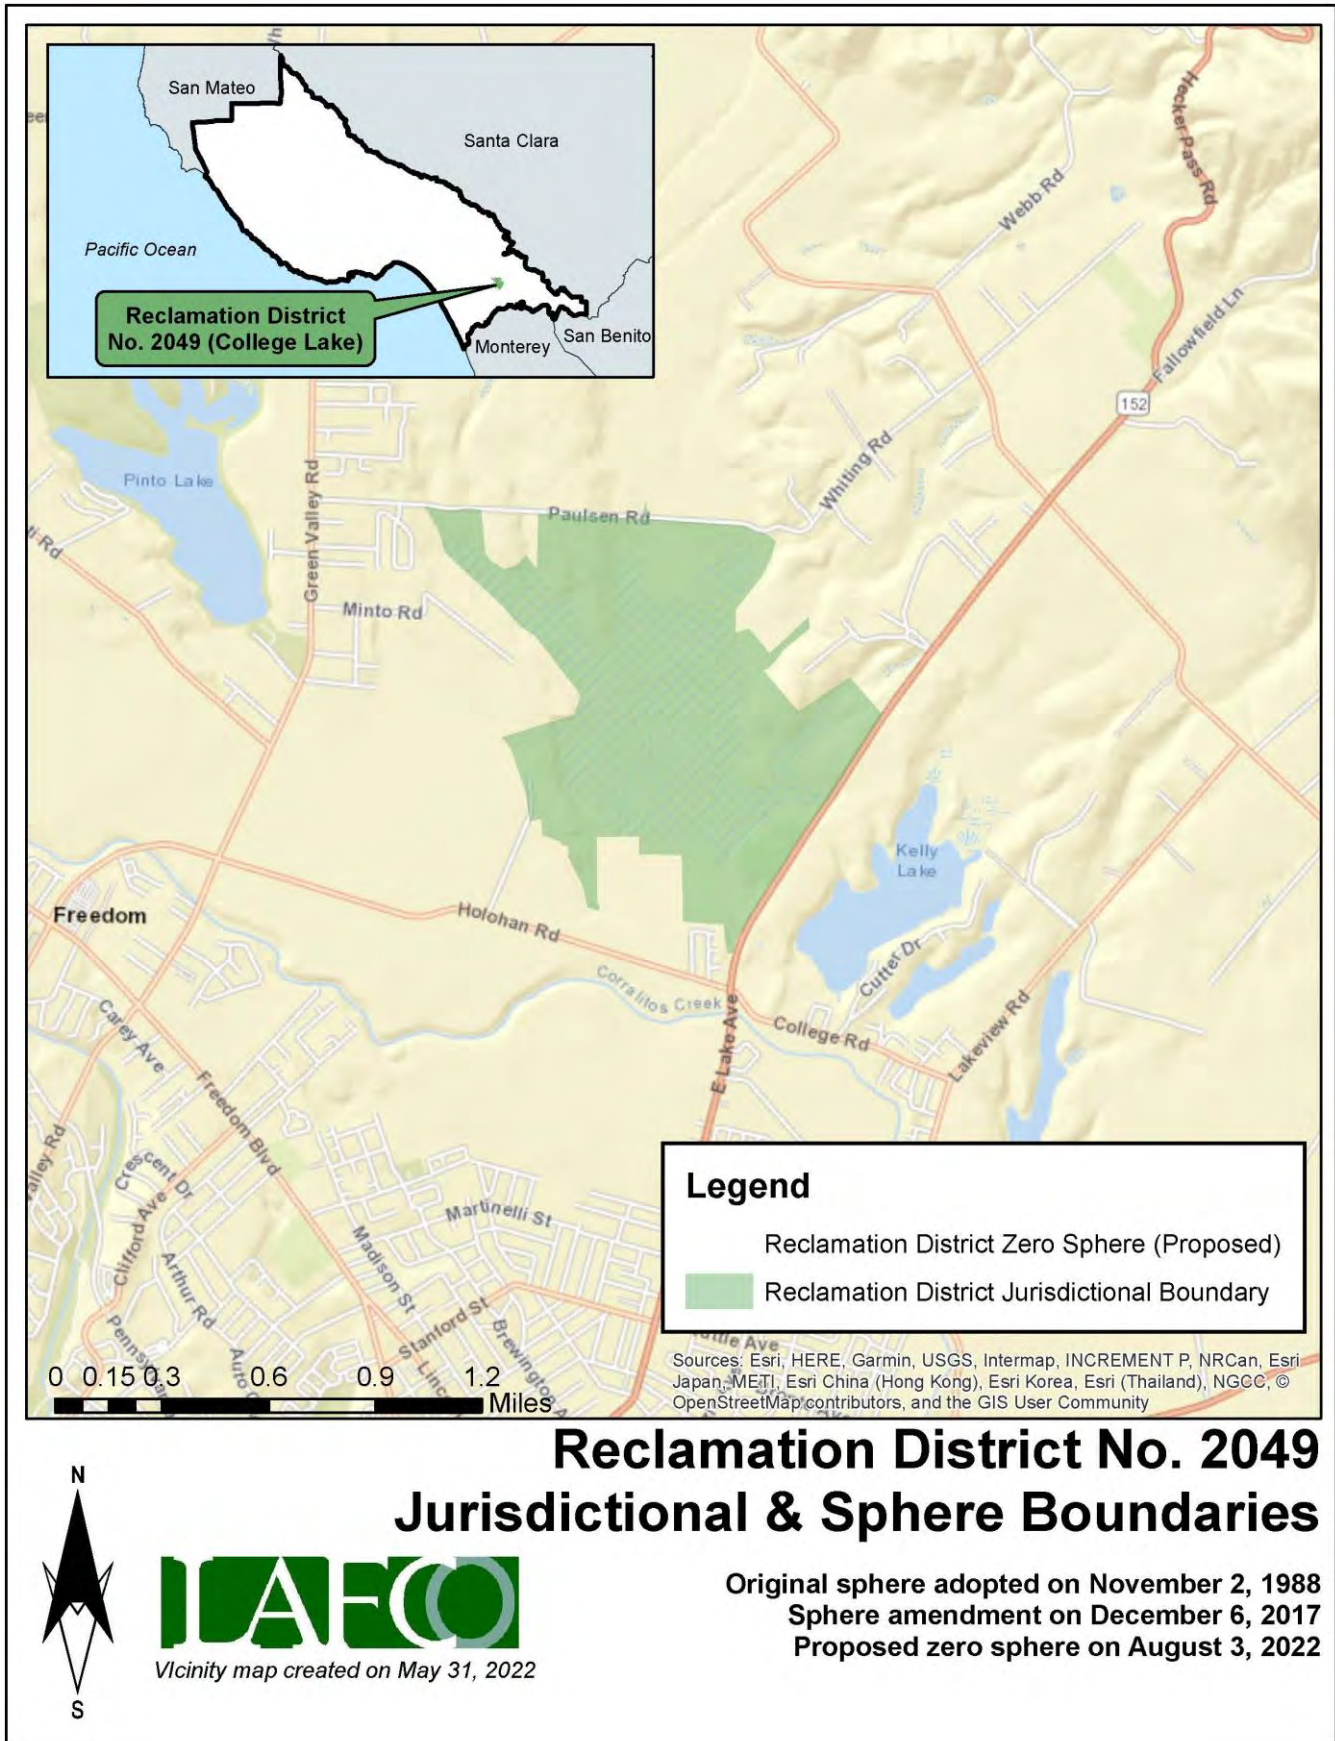 San Mateo
Santa Clara
Pacific Ocean
Reclamation District
No. 2049 (College Lake)
Monterey
San Benito
Hecker Pass Rd
Webb Rd
Fallowfield Ln
152
Pinto Lake
Green Valley Rd
Paulsen Rd
Whiting Rd
Minto Rd
Kelly
Lake
Freedom
Holohan Rd
Corralitos Creek
Cutter Dr
College Rd
Lakeview Rd
E Lake Ave
Carey Ave
Freedom Blvd
Crescent Dr
Clifford Ave
Arthur Rd
Martinelli St
Madison St
Stanford St
Legend
Reclamation District Zero Sphere (Proposed)
Reclamation District Jurisdictional Boundary
0 0.15 0.3 0.6 0.9 1.2
Miles
Sources: Esri, HERE, Garmin, USGS, Intermap, INCREMENT P, NRCan, Esri
Japan, METI, Esri China (Hong Kong), Esri Korea, Esri (Thailand), NGCC, ©
OpenStreetMap contributors, and the GIS User Community
Reclamation District No. 2049
Jurisdictional & Sphere Boundaries
N
S
LAFCO
VIcinity map created on May 31, 2022
Original sphere adopted on November 2, 1988
Sphere amendment on December 6, 2017
Proposed zero sphere on August 3, 2022